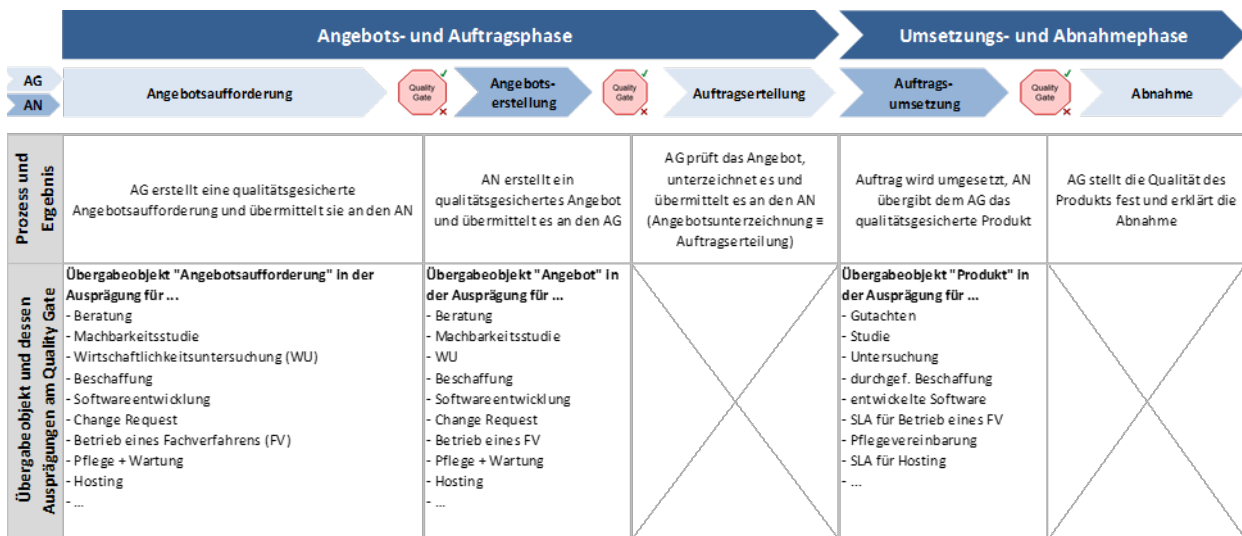 Angebots- und Auftragsphase
Umsetzungs- und Abnahmephase
AG
AN
Angebotsaufforderung
Quality
Gate
Angebots-
erstellung
Quality
Gate
Auftragserteilung
Auftrags-
umsetzung
Quality
Gate
Abnahme
Prozess und
Ergebnis
AG erstellt eine qualitätsgesicherte
Angebotsaufforderung und übermittelt sie an den AN
AN erstellt ein
qualitätsgesichertes Angebot
und übermittelt es an den AG
AG prüft das Angebot,
unterzeichnet es und
übermittelt es an den AN
(Angebotsunterzeichnung ≡
Auftragserteilung)
Auftrag wird umgesetzt, AN
übergibt dem AG das
qualitätsgesicherte Produkt
AG stellt die Qualität des
Produkts fest und erklärt die
Abnahme
Übergabeobjekt und dessen
Ausprägungen am Quality Gate
Übergabeobjekt "Angebotsaufforderung" in der
Ausprägung für ...
- Beratung
- Machbarkeitsstudie
- Wirtschaftlichkeitsuntersuchung (WU)
- Beschaffung
- Softwareentwicklung
- Change Request
- Betrieb eines Fachverfahrens (FV)
- Pflege + Wartung
- Hosting
- ...
Übergabeobjekt "Angebot" in
der Ausprägung für ...
- Beratung
- Machbarkeitsstudie
- WU
- Beschaffung
- Softwareentwicklung
- Change Request
- Betrieb eines FV
- Pflege + Wartung
- Hosting
- ...
Übergabeobjekt "Produkt" in
der Ausprägung für ...
- Gutachten
- Studie
- Untersuchung
- durchgef. Beschaffung
- entwickelte Software
- SLA für Betrieb eines FV
- Pflegevereinbarung
- SLA für Hosting
- ...